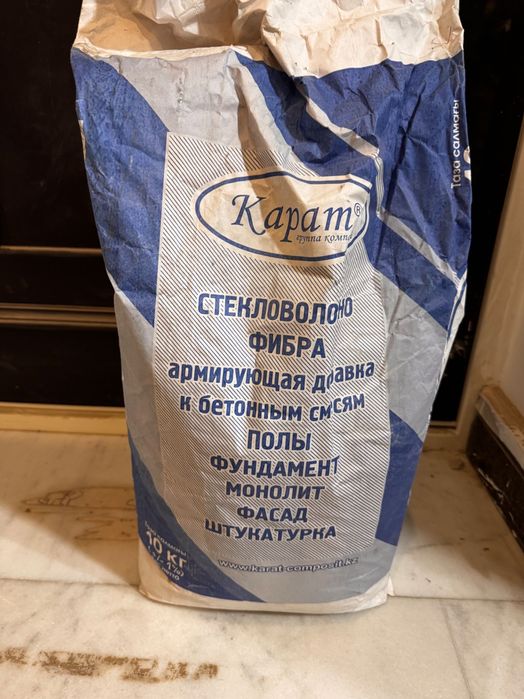 Таза салмағы
Карат®
группа компа
СТЕКЛОВОЛОКНО
ФИБРА
армирующая добавка
к бетонным смесям
ПОЛЫ
ФУНДАМЕНТ
МОНОЛИТ
ФАСАД
ШТУКАТУРКА
10 кг
www.karat-composit.kz